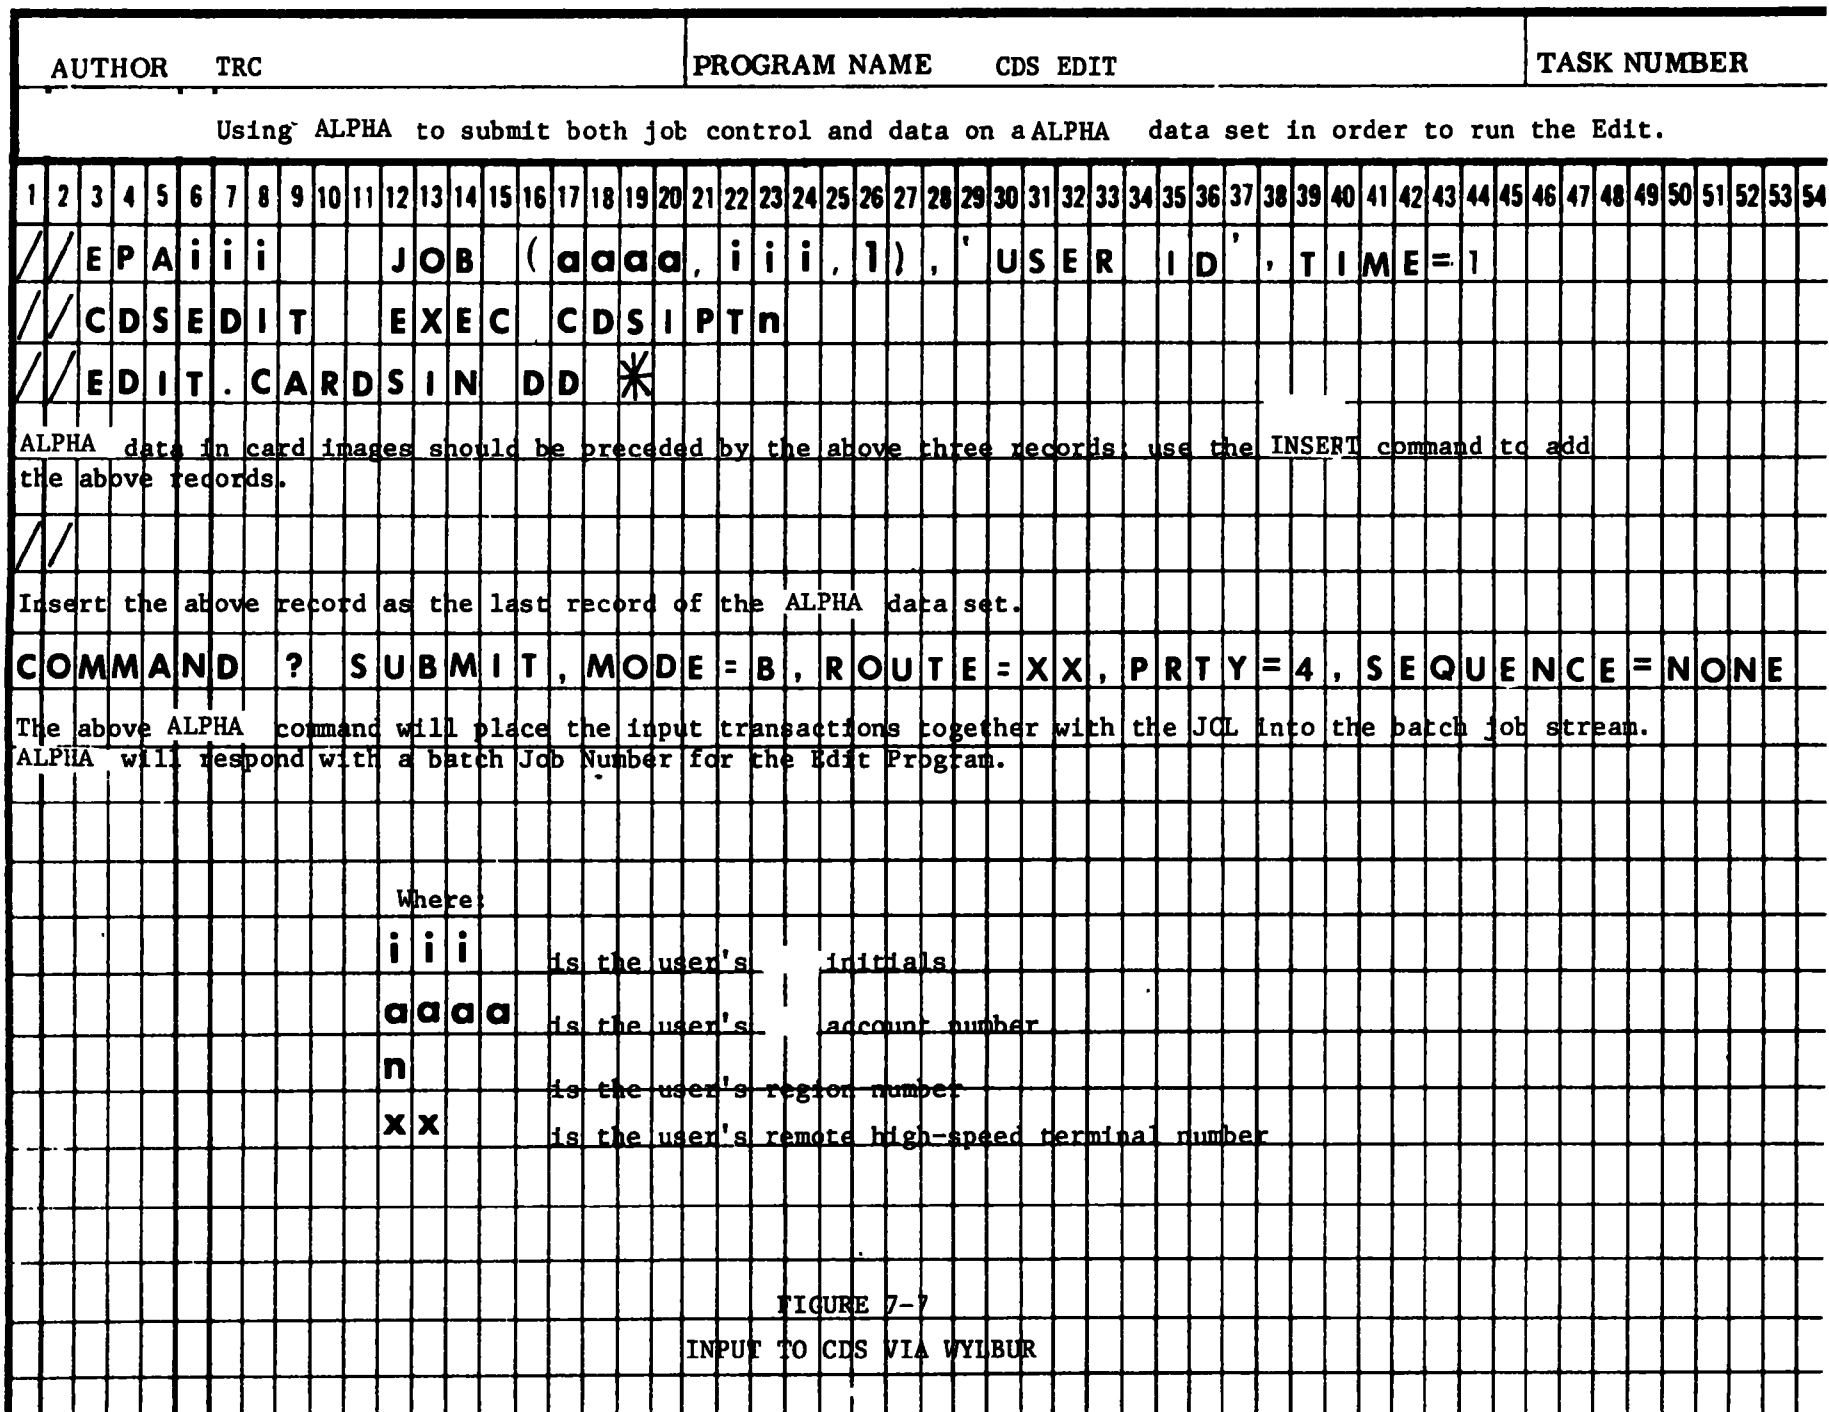 AUTHOR TRC PROGRAM NAME CDS EDIT TASK NUMBER
Using ALPHA to submit both job control and data on a ALPHA data set in order to run the Edit.
1 2 3 4 5 6 7 8 9 10 11 12 13 14 15 16 17 18 19 20 21 22 23 24 25 26 27 28 29 30 31 32 33 34 35 36 37 38 39 40 41 42 43 44 45 46 47 48 49 50 51 52 53 54
//EPAiii JOB (aaaa,iii,1),'USER ID',TIME=1
//CDSEDIT EXEC CDSIPTn
//EDIT.CARDSIN DD *
ALPHA data in card images should be preceded by the above three records; use the INSERT command to add
the above records.
//
Insert the above record as the last record of the ALPHA data set.
COMMAND ? SUBMIT,MODE=B,ROUTE=XX,PRTY=4,SEQUENCE=NONE
The above ALPHA command will place the input transactions together with the JCL into the batch job stream.
ALPHA will respond with a batch Job Number for the Edit Program.
Where:
iii is the user's initials
aaaa is the user's account number
n is the user's region number
xx is the user's remote high-speed terminal number
FIGURE 7-7
INPUT TO CDS VIA WYLBUR